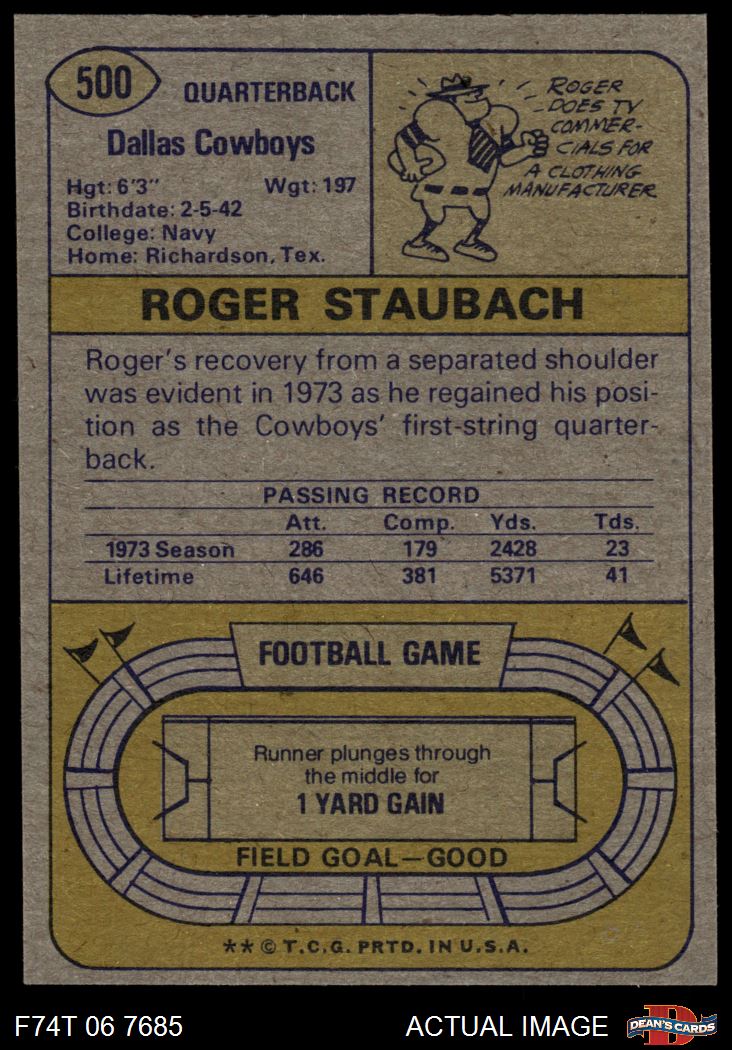 500
QUARTERBACK
Dallas Cowboys
Hgt: 6'3" Wgt: 197
Birthdate: 2-5-42
College: Navy
Home: Richardson, Tex.
ROGER
DOES TV
COMMER-
CIALS FOR
A CLOTHING
MANUFACTURER
ROGER STAUBACH
Roger's recovery from a separated shoulder
was evident in 1973 as he regained his posi-
tion as the Cowboys' first-string quarter-
back.
PASSING RECORD
Att. Comp. Yds. Tds.
1973 Season 286 179 2428 23
Lifetime 646 381 5371 41
FOOTBALL GAME
Runner plunges through
the middle for
1 YARD GAIN
FIELD GOAL—GOOD
** © T.C.G. PRTD. IN U.S.A.
F74T 06 7685 ACTUAL IMAGE
D
DEAN'S CARDS